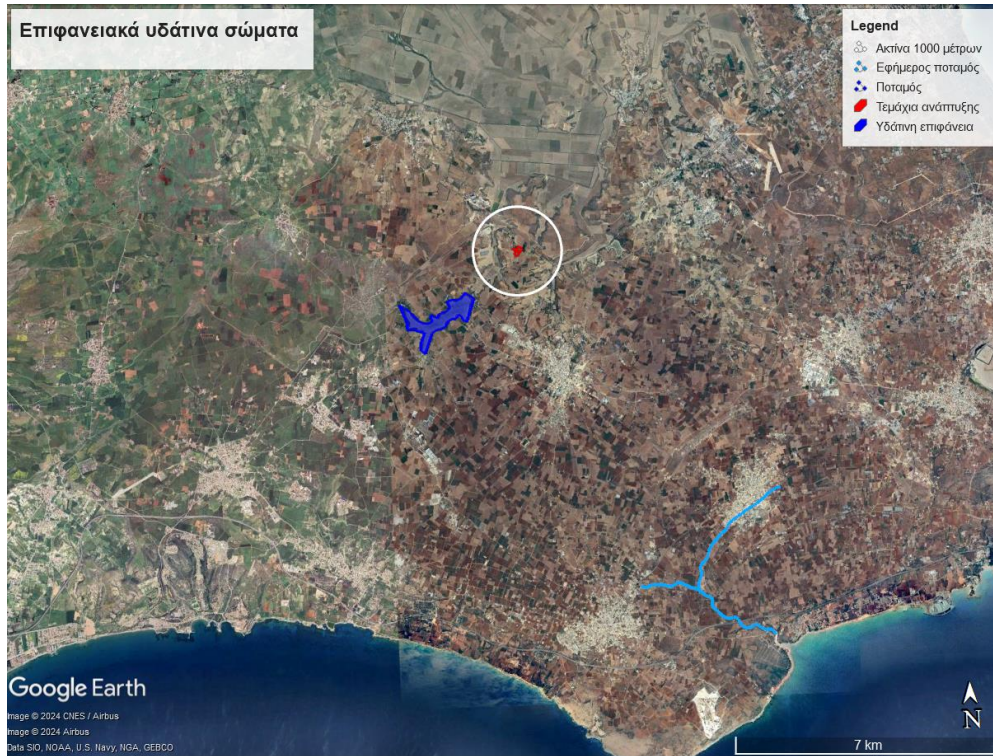 Επιφανειακά υδάτινα σώματα
Legend
Ακτίνα 1000 μέτρων
Εφήμερος ποταμός
Ποταμός
Τεμάχια ανάπτυξης
Υδάτινη επιφάνεια
Google Earth
Image © 2024 CNES / Airbus
Image © 2024 Airbus
Data SIO, NOAA, U.S. Navy, NGA, GEBCO
N
7 km